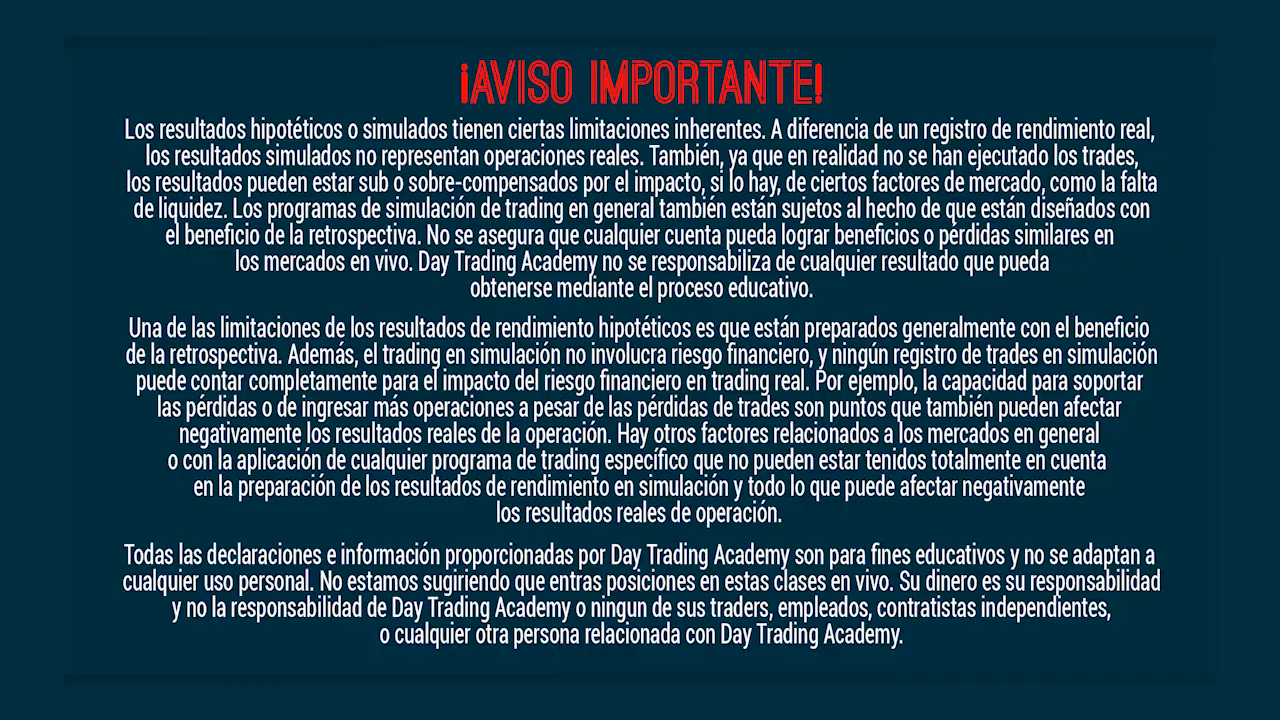 ¡AVISO IMPORTANTE!
Los resultados hipotéticos o simulados tienen ciertas limitaciones inherentes. A diferencia de un registro de rendimiento real,
los resultados simulados no representan operaciones reales. También, ya que en realidad no se han ejecutado los trades,
los resultados pueden estar sub o sobre-compensados por el impacto, si lo hay, de ciertos factores de mercado, como la falta
de liquidez. Los programas de simulación de trading en general también están sujetos al hecho de que están diseñados con
el beneficio de la retrospectiva. No se asegura que cualquier cuenta pueda lograr beneficios o pérdidas similares en
los mercados en vivo. Day Trading Academy no se responsabiliza de cualquier resultado que pueda
obtenerse mediante el proceso educativo.
Una de las limitaciones de los resultados de rendimiento hipotéticos es que están preparados generalmente con el beneficio
de la retrospectiva. Además, el trading en simulación no involucra riesgo financiero, y ningún registro de trades en simulación
puede contar completamente para el impacto del riesgo financiero en trading real. Por ejemplo, la capacidad para soportar
las pérdidas o de ingresar más operaciones a pesar de las pérdidas de trades son puntos que también pueden afectar
negativamente los resultados reales de la operación. Hay otros factores relacionados a los mercados en general
o con la aplicación de cualquier programa de trading específico que no pueden estar tenidos totalmente en cuenta
en la preparación de los resultados de rendimiento en simulación y todo lo que puede afectar negativamente
los resultados reales de operación.
Todas las declaraciones e información proporcionadas por Day Trading Academy son para fines educativos y no se adaptan a
cualquier uso personal. No estamos sugiriendo que entras posiciones en estas clases en vivo. Su dinero es su responsabilidad
y no la responsabilidad de Day Trading Academy o ningun de sus traders, empleados, contratistas independientes,
o cualquier otra persona relacionada con Day Trading Academy.